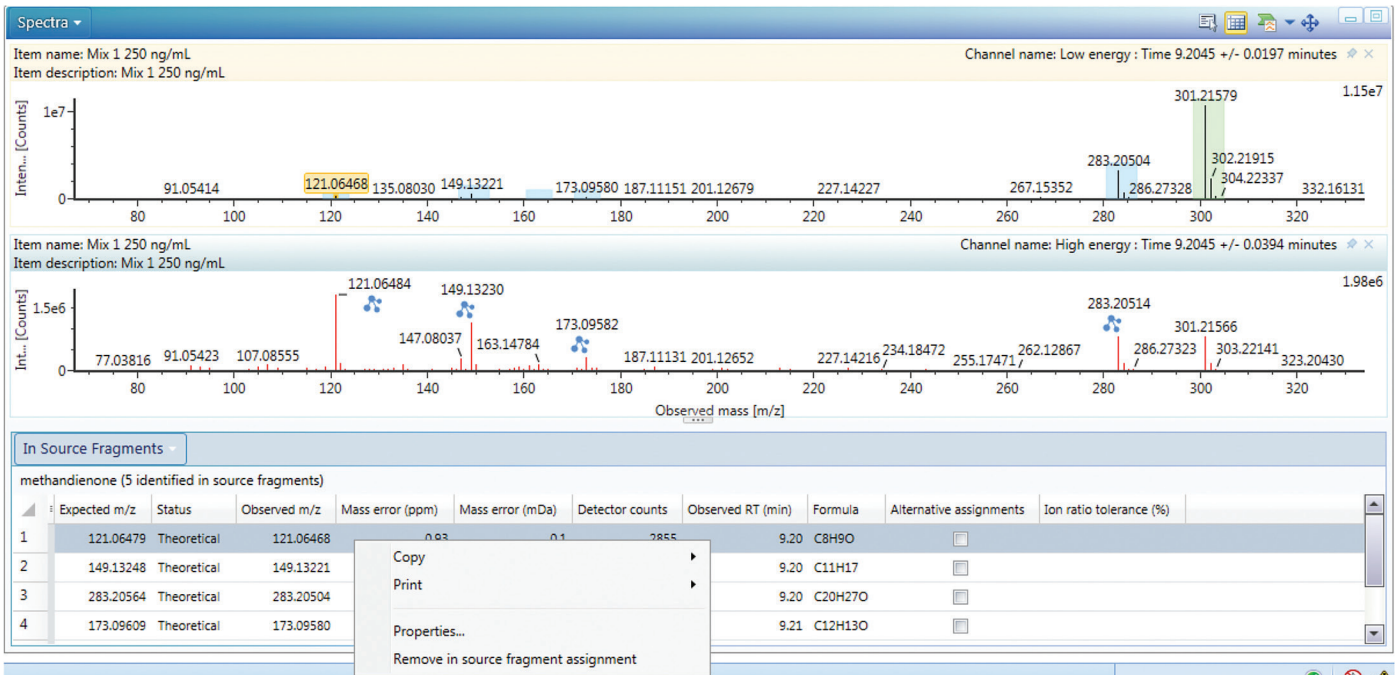 Spectra
Item name: Mix 1 250 ng/mL
Channel name: Low energy : Time 9.2045 +/- 0.0197 minutes
Item description: Mix 1 250 ng/mL
Inten... [Counts]
1e7
0
1.15e7
91.05414
121.06468
135.08030
149.13221
173.09580
187.11151
201.12679
227.14227
267.15352
283.20504
286.27328
301.21579
302.21915
304.22337
332.16131
80 100 120 140 160 180 200 220 240 260 280 300 320
Item name: Mix 1 250 ng/mL
Channel name: High energy : Time 9.2045 +/- 0.0394 minutes
Item description: Mix 1 250 ng/mL
Int... [Counts]
1.5e6
0
1.98e6
77.03816
91.05423
107.08555
121.06484
147.08037
149.13230
163.14784
173.09582
187.11131
201.12652
227.14216
234.18472
255.17471
262.12867
283.20514
286.27323
301.21566
303.22141
323.20430
80 100 120 140 160 180 200 220 240 260 280 300 320
Observed mass [m/z]
In Source Fragments
methandienone (5 identified in source fragments)
Expected m/z Status Observed m/z Mass error (ppm) Mass error (mDa) Detector counts Observed RT (min) Formula Alternative assignments Ion ratio tolerance (%)
1 121.06479 Theoretical 121.06468 0.93 0.1 2855 9.20 C8H9O
2 149.13248 Theoretical 149.13221 9.20 C11H17
3 283.20564 Theoretical 283.20504 9.20 C20H27O
4 173.09609 Theoretical 173.09580 9.21 C12H13O
Copy
Print
Properties...
Remove in source fragment assignment